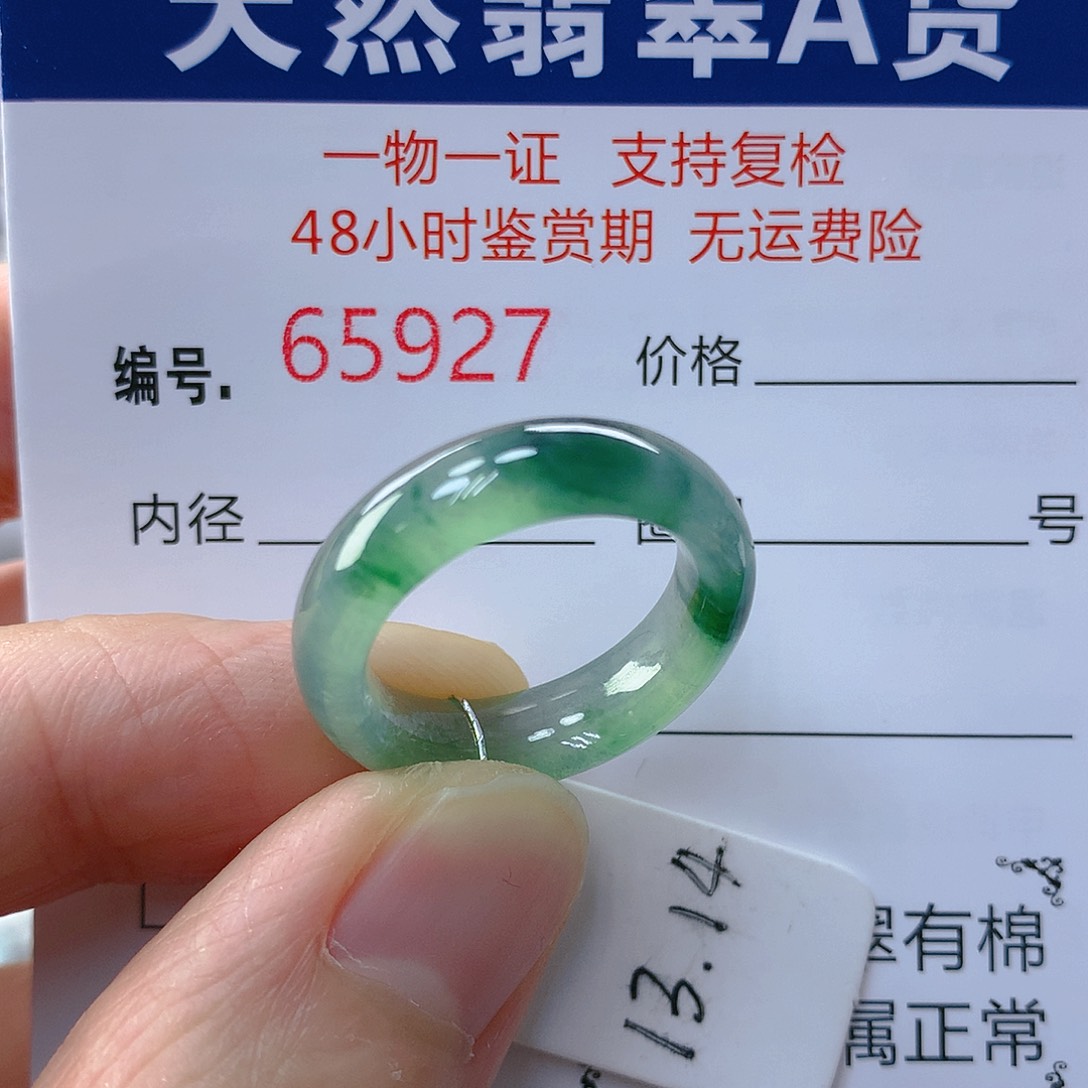 天然翡翠A货
一物一证 支持复检
48小时鉴赏期 无运费险
编号. 65927 价格
内径 圈 号
13.14
翠有棉
属正常